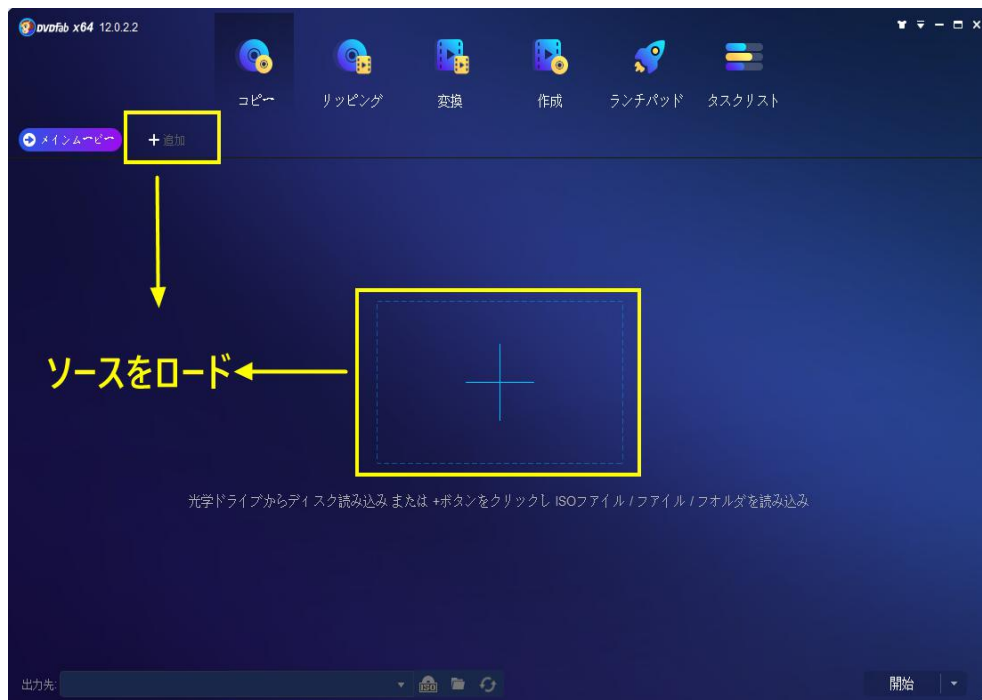 DVDFab x64 12.0.2.2
コピー
リッピング
変換
作成
ランチパッド
タスクリスト
メインムービー
+ 追加
ソースをロード
光学ドライブからディスク読み込み または +ボタンをクリックし ISOファイル / ファイル / フォルダを読み込み
出力先:
ISO
開始